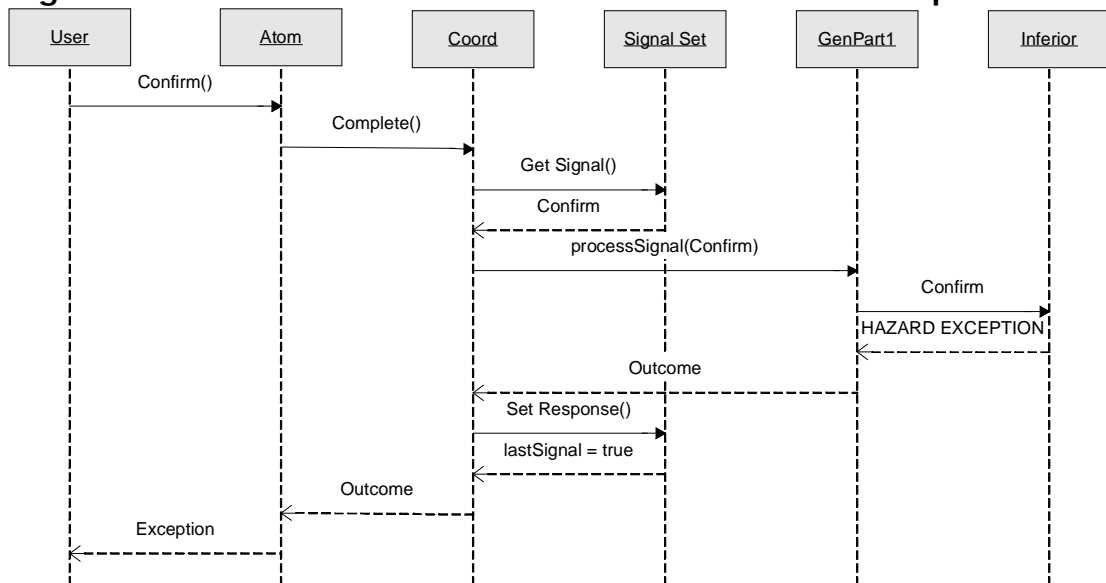 User
Atom
Coord
Signal Set
GenPart1
Inferior
Confirm()
Complete()
Get Signal()
Confirm
processSignal(Confirm)
Confirm
HAZARD EXCEPTION
Outcome
Set Response()
lastSignal = true
Outcome
Exception